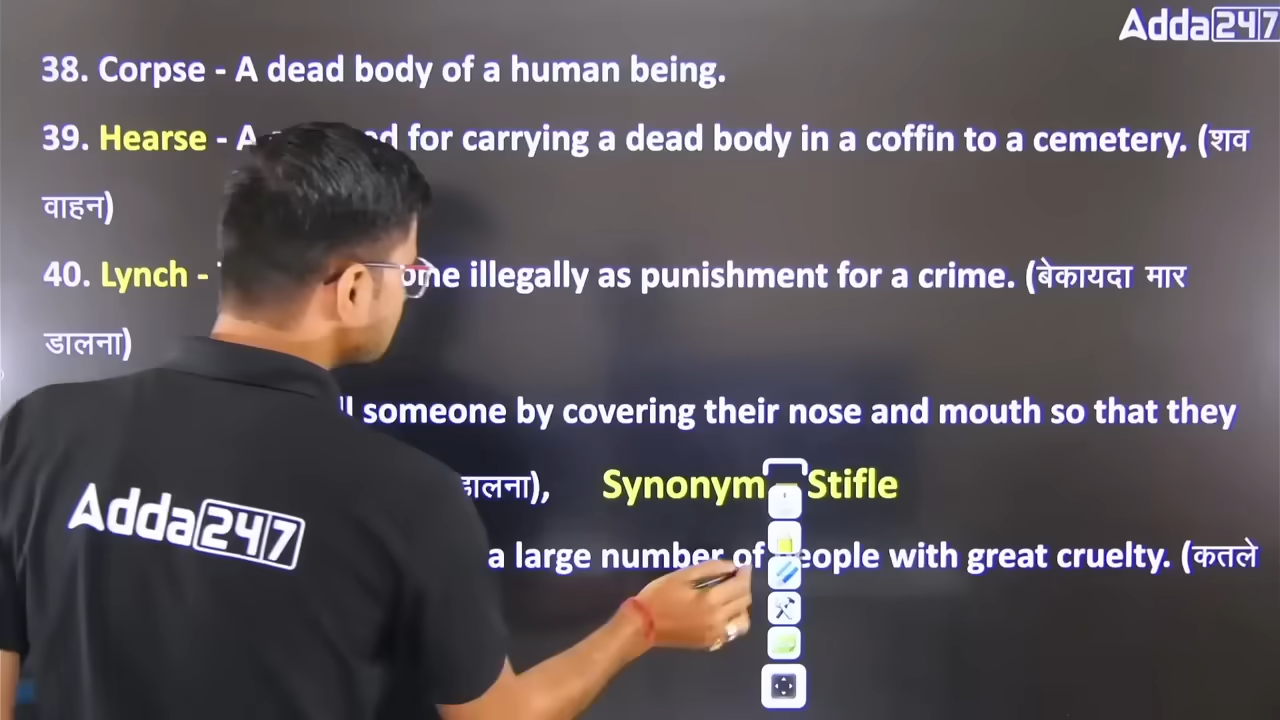 Adda247
38. Corpse - A dead body of a human being.
39. Hearse - A for carrying a dead body in a coffin to a cemetery. (शव
वाहन)
40. Lynch - illegally as punishment for a crime. (बेकायदा मार
डालना)
someone by covering their nose and mouth so that they
Synonym Stifle
Adda247
a large number of people with great cruelty. (कतले